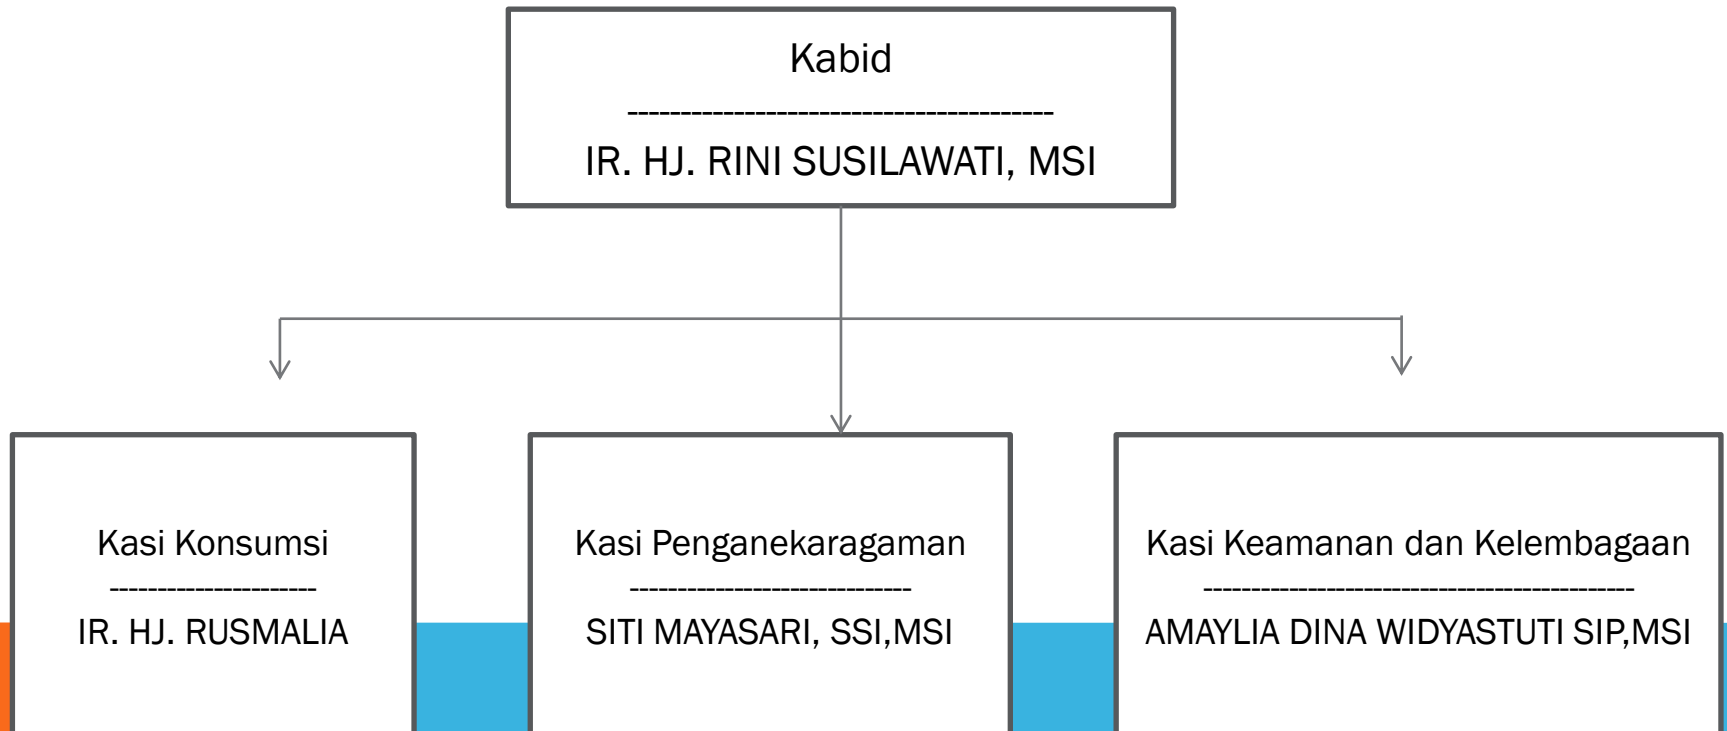 Kabid
----------------------------------------
IR. HJ. RINI SUSILAWATI, MSI
Kasi Konsumsi
----------------------
IR. HJ. RUSMALIA
Kasi Penganekaragaman
------------------------------
SITI MAYASARI, SSI,MSI
Kasi Keamanan dan Kelembagaan
----------------------------------------------
AMAYLIA DINA WIDYASTUTI SIP,MSI